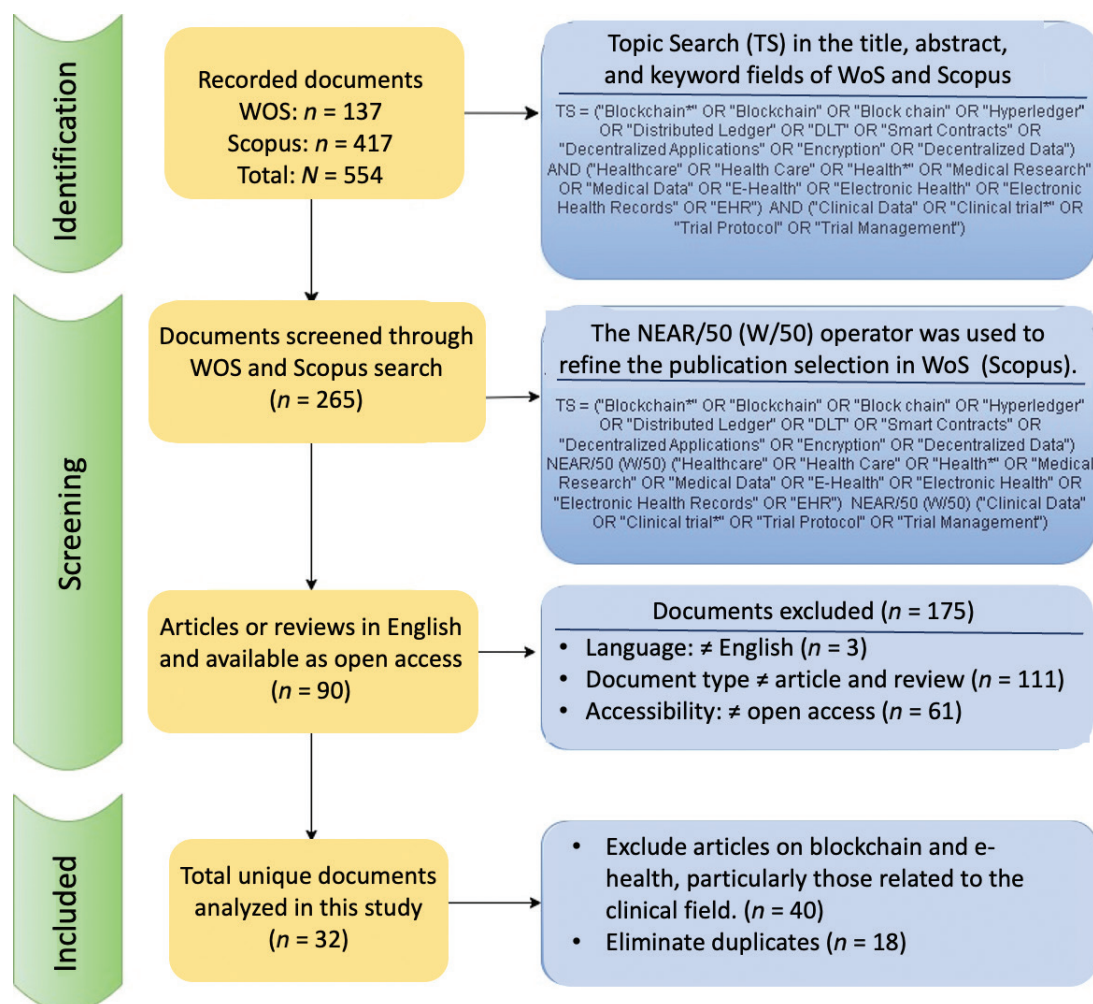 Identification
Recorded documents
WOS: n = 137
Scopus: n = 417
Total: N = 554
Topic Search (TS) in the title, abstract,
and keyword fields of WoS and Scopus
TS = ("Blockchain*" OR "Blockchain" OR "Block chain" OR "Hyperledger"
OR "Distributed Ledger" OR "DLT" OR "Smart Contracts" OR
"Decentralized Applications" OR "Encryption" OR "Decentralized Data")
AND ("Healthcare" OR "Health Care" OR "Health*" OR "Medical Research"
OR "Medical Data" OR "E-Health" OR "Electronic Health" OR "Electronic
Health Records" OR "EHR") AND ("Clinical Data" OR "Clinical trial*" OR
"Trial Protocol" OR "Trial Management")
Screening
Documents screened through
WOS and Scopus search
(n = 265)
The NEAR/50 (W/50) operator was used to
refine the publication selection in WoS (Scopus).
TS = ("Blockchain*" OR "Blockchain" OR "Block chain" OR "Hyperledger"
OR "Distributed Ledger" OR "DLT" OR "Smart Contracts" OR
"Decentralized Applications" OR "Encryption" OR "Decentralized Data")
NEAR/50 (W/50) ("Healthcare" OR "Health Care" OR "Health*" OR "Medical
Research" OR "Medical Data" OR "E-Health" OR "Electronic Health" OR
"Electronic Health Records" OR "EHR") NEAR/50 (W/50) ("Clinical Data"
OR "Clinical trial*" OR "Trial Protocol" OR "Trial Management")
Articles or reviews in English
and available as open access
(n = 90)
Documents excluded (n = 175)
• Language: ≠ English (n = 3)
• Document type ≠ article and review (n = 111)
• Accessibility: ≠ open access (n = 61)
Included
Total unique documents
analyzed in this study
(n = 32)
• Exclude articles on blockchain and e-
health, particularly those related to the
clinical field. (n = 40)
• Eliminate duplicates (n = 18)